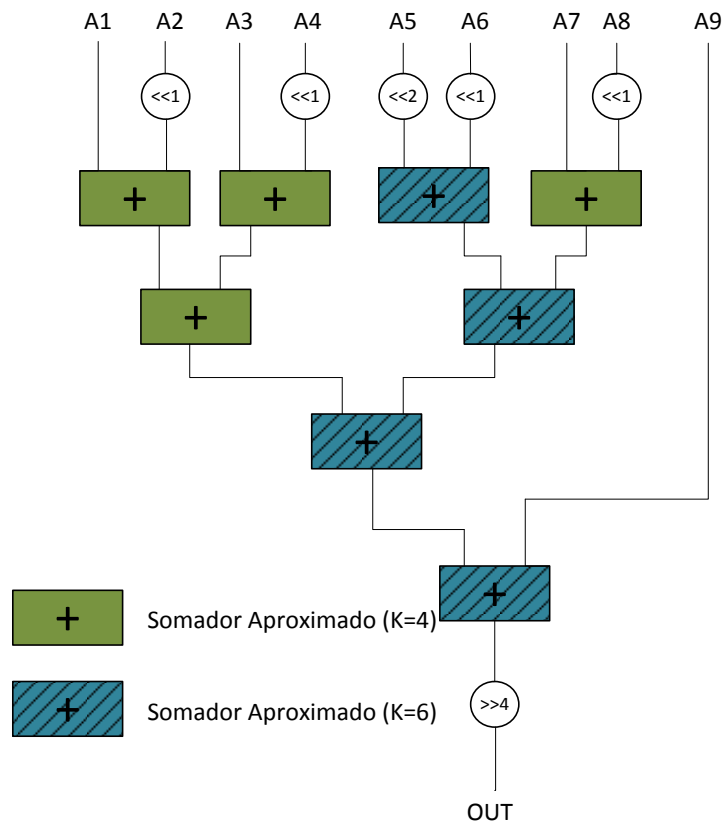 A1 A2 A3 A4 A5 A6 A7 A8 A9
<<1 <<1 <<2 <<1 <<1
+ + + +
+ +
+
+
+ Somador Aproximado (K=4)
+ Somador Aproximado (K=6)
>>4
OUT